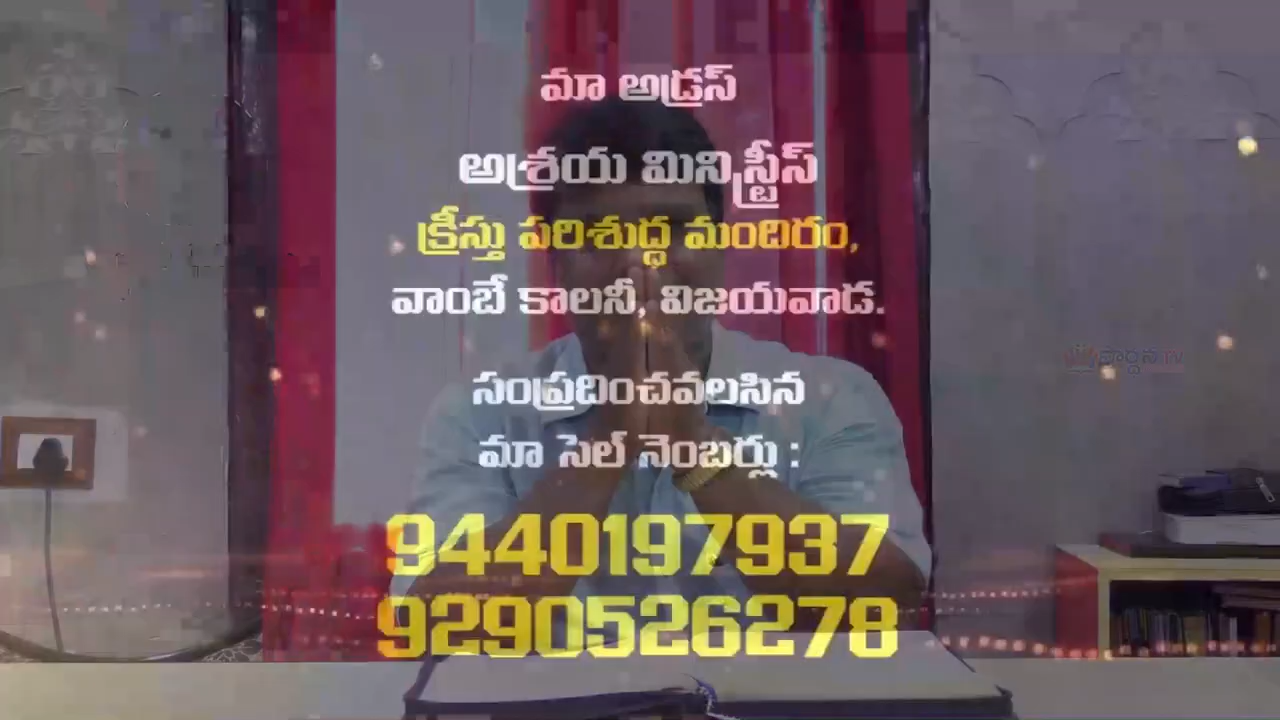 మా అడ్రస్
అశ్రయ మినిస్ట్రీస్
క్రీస్తు పరిశుద్ధ మందిరం,
వాంబే కాలనీ, విజయవాడ.
సంప్రదించవలసిన
మా సెల్ నెంబర్లు :
9440197937
9290526278